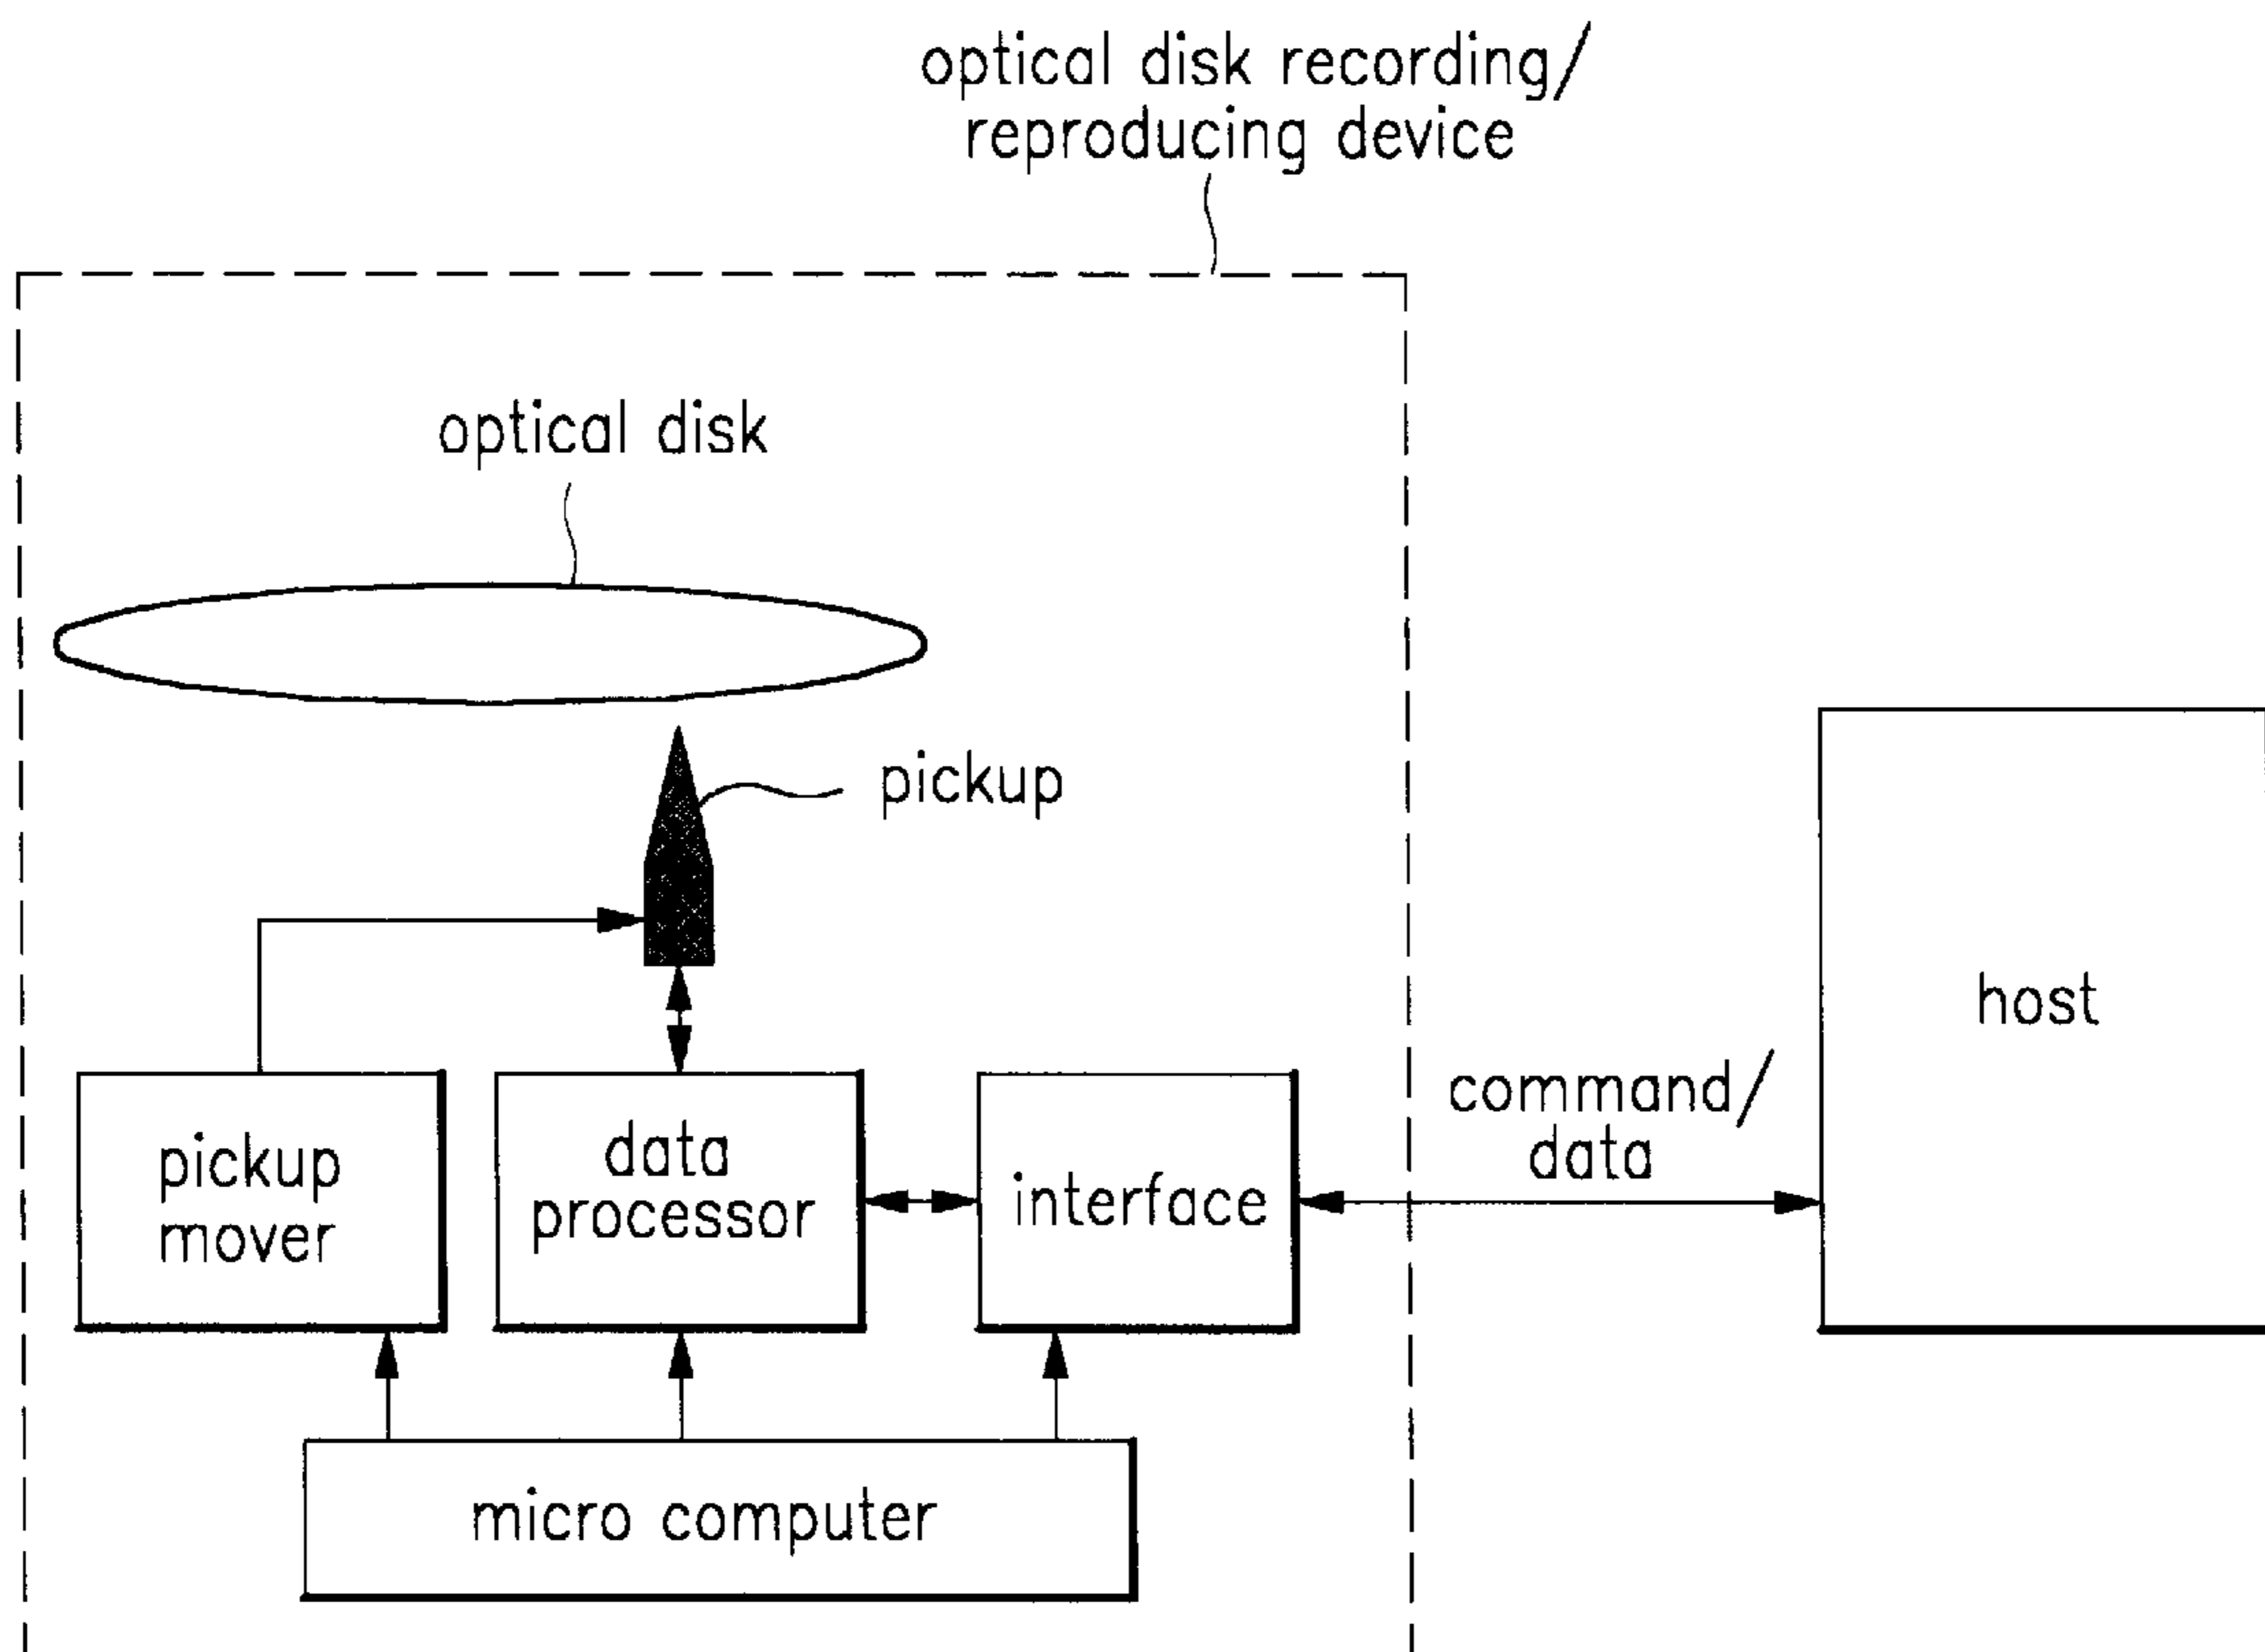 optical disk recording/
reproducing device
optical disk
pickup
host
command/
data
pickup
mover
data
processor
interface
micro computer